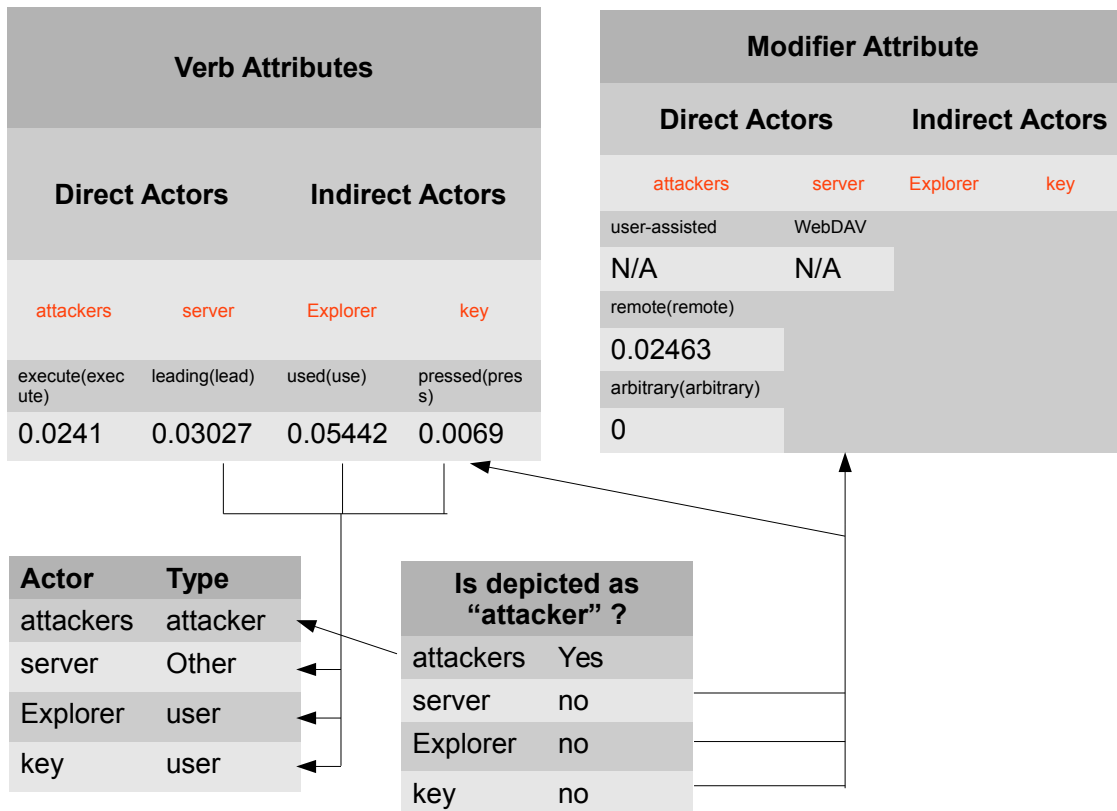 Verb Attributes
Direct Actors Indirect Actors
attackers server Explorer key
execute(exec
ute) leading(lead) used(use) pressed(pres
s)
0.0241 0.03027 0.05442 0.0069
Modifier Attribute
Direct Actors Indirect Actors
attackers server Explorer key
user-assisted WebDAV
N/A N/A
remote(remote)
0.02463
arbitrary(arbitrary)
0
Actor Type
attackers attacker
server Other
Explorer user
key user
Is depicted as
“attacker” ?
attackers Yes
server no
Explorer no
key no